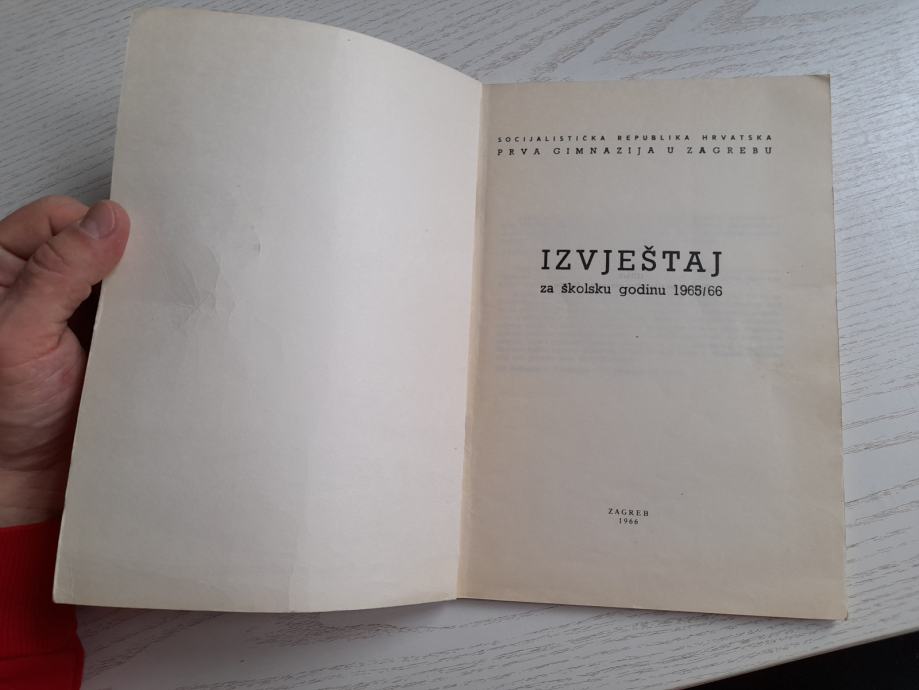 SOCIJALISTIČKA REPUBLIKA HRVATSKA
PRVA GIMNAZIJA U ZAGREBU
IZVJEŠTAJ
za školsku godinu 1965/66
ZAGREB
1966